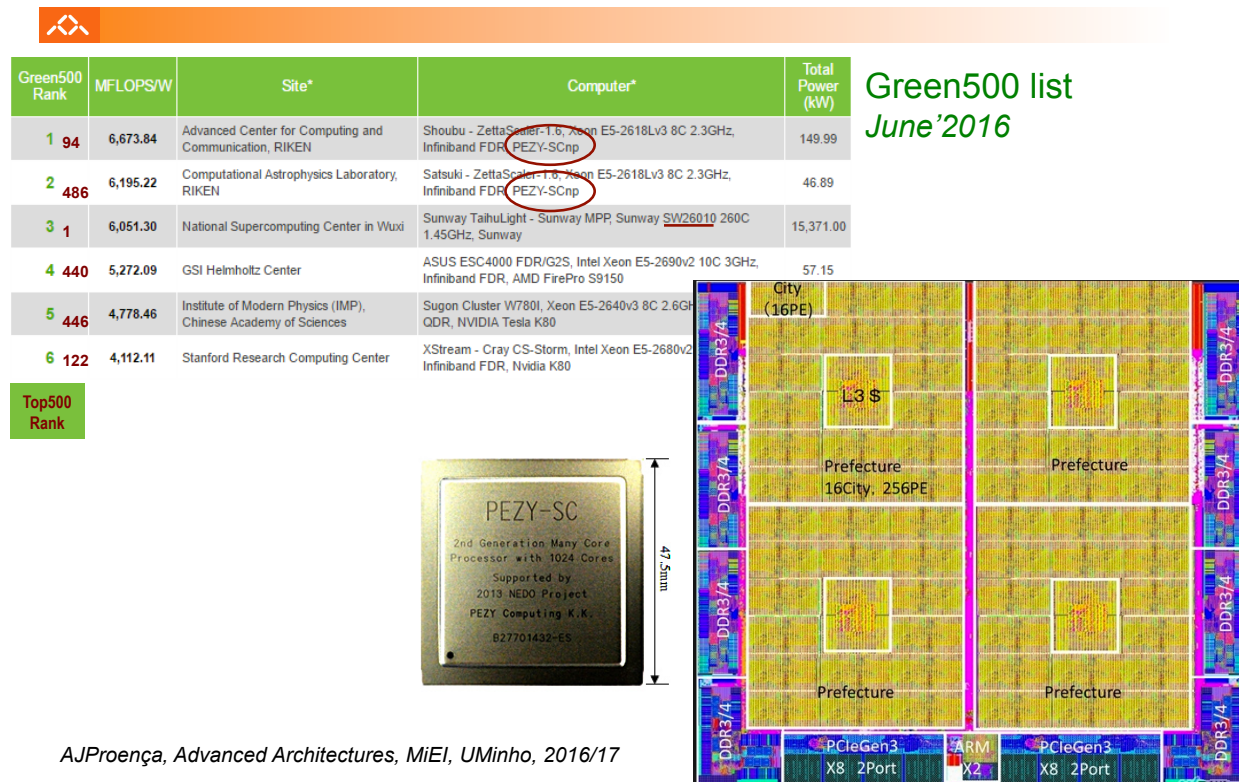 Green500 list
June’2016
Green500 Rank MFLOPS/W Site* Computer* Total Power (kW)
1 94 6,673.84 Advanced Center for Computing and Communication, RIKEN Shoubu - ZettaScaler-1.6, Xeon E5-2618Lv3 8C 2.3GHz, Infiniband FDR, PEZY-SCnp 149.99
2 486 6,195.22 Computational Astrophysics Laboratory, RIKEN Satsuki - ZettaScaler-1.6, Xeon E5-2618Lv3 8C 2.3GHz, Infiniband FDR, PEZY-SCnp 46.89
3 1 6,051.30 National Supercomputing Center in Wuxi Sunway TaihuLight - Sunway MPP, Sunway SW26010 260C 1.45GHz, Sunway 15,371.00
4 440 5,272.09 GSI Helmholtz Center ASUS ESC4000 FDR/G2S, Intel Xeon E5-2690v2 10C 3GHz, Infiniband FDR, AMD FirePro S9150 57.15
5 446 4,778.46 Institute of Modern Physics (IMP), Chinese Academy of Sciences Sugon Cluster W780I, Xeon E5-2640v3 8C 2.6GH QDR, NVIDIA Tesla K80
6 122 4,112.11 Stanford Research Computing Center XStream - Cray CS-Storm, Intel Xeon E5-2680v2 Infiniband FDR, Nvidia K80
Top500
Rank
PEZY-SC
2nd Generation Many Core
Processor with 1024 Cores
Supported by
2013 NEDO Project
PEZY Computing K.K.
B27701432-ES
47.5mm
City
(16PE)
DDR3/4
DDR3/4
L3 $
Prefecture
16City, 256PE
Prefecture
DDR3/4
DDR3/4
DDR3/4
DDR3/4
Prefecture
Prefecture
DDR3/4
DDR3/4
PCIeGen3
X8 2Port
ARM
X2
PCIeGen3
X8 2Port
AJProença, Advanced Architectures, MiEI, UMinho, 2016/17